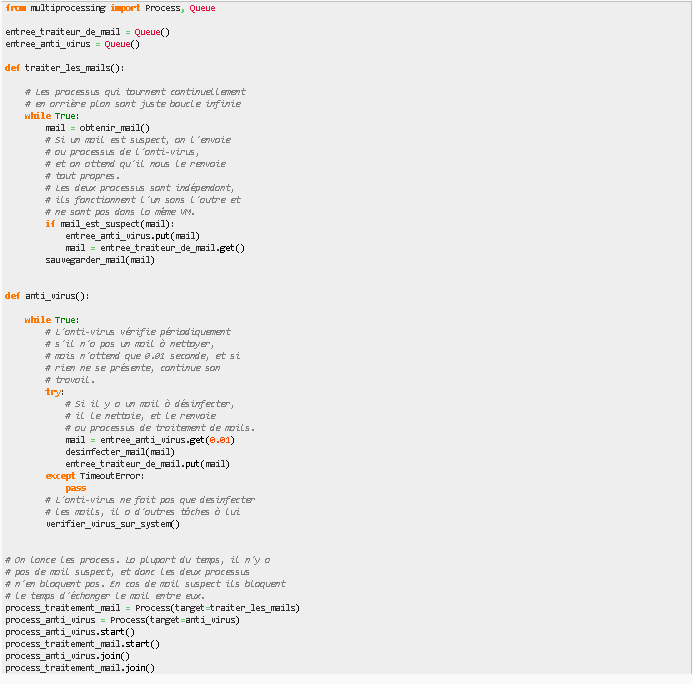 from multiprocessing import Process, Queue
entree_traiteur_de_mail = Queue()
entree_anti_virus = Queue()
def traiter_les_mails():
# Les processus qui tournent continuellement
# en arrière plan sont juste boucle infinie
while True:
mail = obtenir_mail()
# Si un mail est suspect, on l'envoie
# au processus de l'anti-virus,
# et on attend qu'il nous le renvoie
# tout propres.
# Les deux processus sont indépendant,
# ils fonctionnent l'un sans l'autre et
# ne sont pas dans la même VM.
if mail_est_suspect(mail):
entree_anti_virus.put(mail)
mail = entree_traiteur_de_mail.get()
sauvegarder_mail(mail)
def anti_virus():
while True:
# L'anti-virus vérifie périodiquement
# s'il n'a pas un mail à nettoyer,
# mais n'attend que 0.01 seconde, et si
# rien ne se présente, continue son
# travail.
try:
# Si il y a un mail à désinfecter,
# il le nettoie, et le renvoie
# au processus de traitement de mails.
mail = entree_anti_virus.get(0.01)
desinfecter_mail(mail)
entree_traiteur_de_mail.put(mail)
except TimeoutError:
pass
# L'anti-virus ne fait pas que desinfecter
# les mails, il a d'autres tâches à lui
verifier_virus_sur_system()
# On lance les process. La plupart du temps, il n'y a
# pas de mail suspect, et donc les deux processus
# n'en bloquent pas. En cas de mail suspect ils bloquent
# le temps d'échanger le mail entre eux.
process_traitement_mail = Process(target=traiter_les_mails)
process_anti_virus = Process(target=anti_virus)
process_anti_virus.start()
process_traitement_mail.start()
process_anti_virus.join()
process_traitement_mail.join()